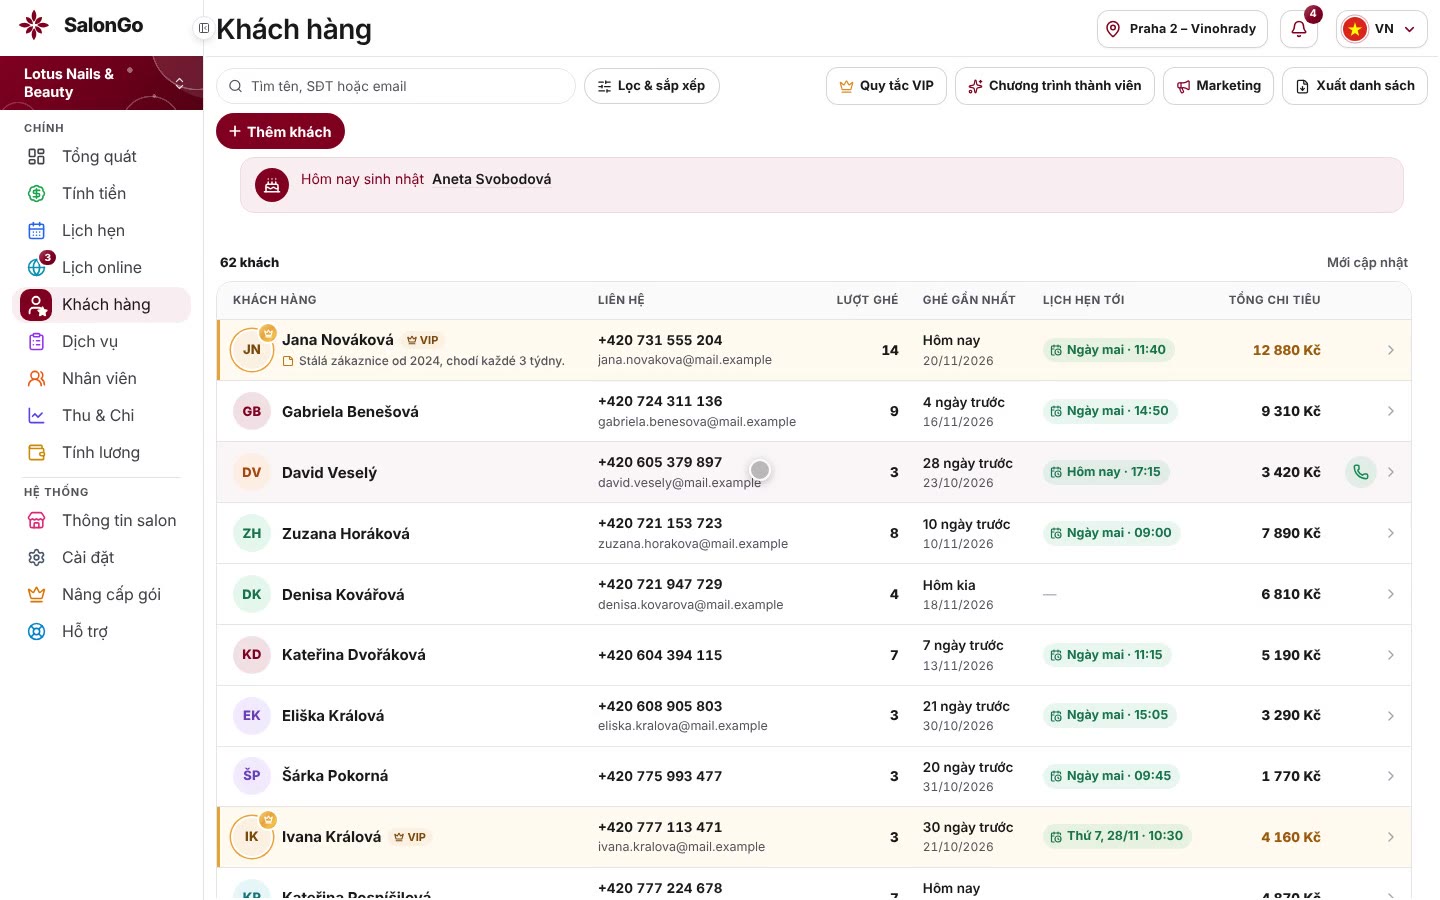 SalonGo
Lotus Nails &
Beauty
CHÍNH
Tổng quát
Tính tiền
Lịch hẹn
3
Lịch online
Khách hàng
Dịch vụ
Nhân viên
Thu & Chi
Tính lương
HỆ THỐNG
Thông tin salon
Cài đặt
Nâng cấp gói
Hỗ trợ
Khách hàng
Praha 2 – Vinohrady
4
VN
Tìm tên, SĐT hoặc email
Lọc & sắp xếp
Quy tắc VIP
Chương trình thành viên
Marketing
Xuất danh sách
+ Thêm khách
Hôm nay sinh nhật Aneta Svobodová
62 khách
Mới cập nhật
KHÁCH HÀNG LIÊN HỆ LƯỢT GHÉ GHÉ GẦN NHẤT LỊCH HẸN TỚI TỔNG CHI TIÊU
JN Jana Nováková VIP +420 731 555 204 14 Hôm nay Ngày mai · 11:40 12 880 Kč
Stálá zákaznice od 2024, chodí každé 3 týdny. jana.novakova@mail.example 20/11/2026
GB Gabriela Benešová +420 724 311 136 9 4 ngày trước Ngày mai · 14:50 9 310 Kč
gabriela.benesova@mail.example 16/11/2026
DV David Veselý +420 605 379 897 3 28 ngày trước Hôm nay · 17:15 3 420 Kč
david.vesely@mail.example 23/10/2026
ZH Zuzana Horáková +420 721 153 723 8 10 ngày trước Ngày mai · 09:00 7 890 Kč
zuzana.horakova@mail.example 10/11/2026
DK Denisa Kovářová +420 721 947 729 4 Hôm kia — 6 810 Kč
denisa.kovarova@mail.example 18/11/2026
KD Kateřina Dvořáková +420 604 394 115 7 7 ngày trước Ngày mai · 11:15 5 190 Kč
13/11/2026
EK Eliška Králová +420 608 905 803 3 21 ngày trước Ngày mai · 15:05 3 290 Kč
eliska.kralova@mail.example 30/10/2026
ŠP Šárka Pokorná +420 775 993 477 3 20 ngày trước Ngày mai · 09:45 1 770 Kč
31/10/2026
IK Ivana Králová VIP +420 777 113 471 3 30 ngày trước Thứ 7, 28/11 · 10:30 4 160 Kč
ivana.kralova@mail.example 21/10/2026
KP Kateřina Pospíšilová +420 777 224 678 7 Hôm nay 4 870 Kč